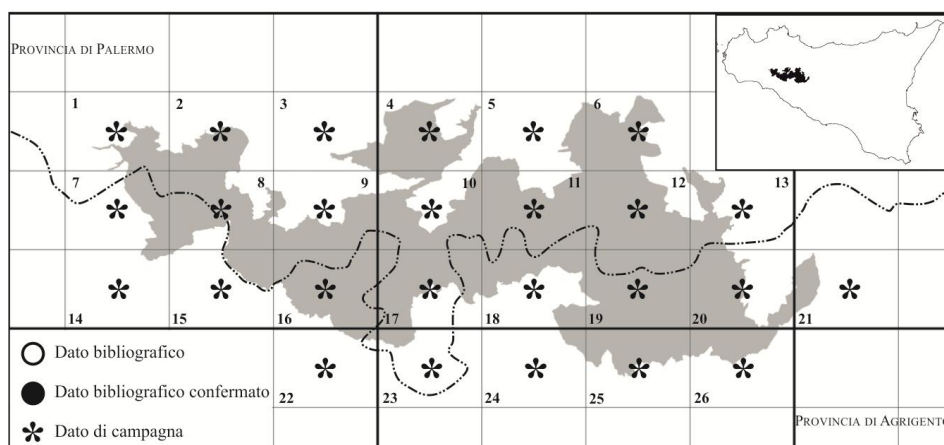 PROVINCIA DI PALERMO
1 2 3 4 5 6
7 8 9 10 11 12 13
14 15 16 17 18 19 20 21
Dato bibliografico
Dato bibliografico confermato
22 23 24 25 26
Dato di campagna
PROVINCIA DI AGRIGENTO